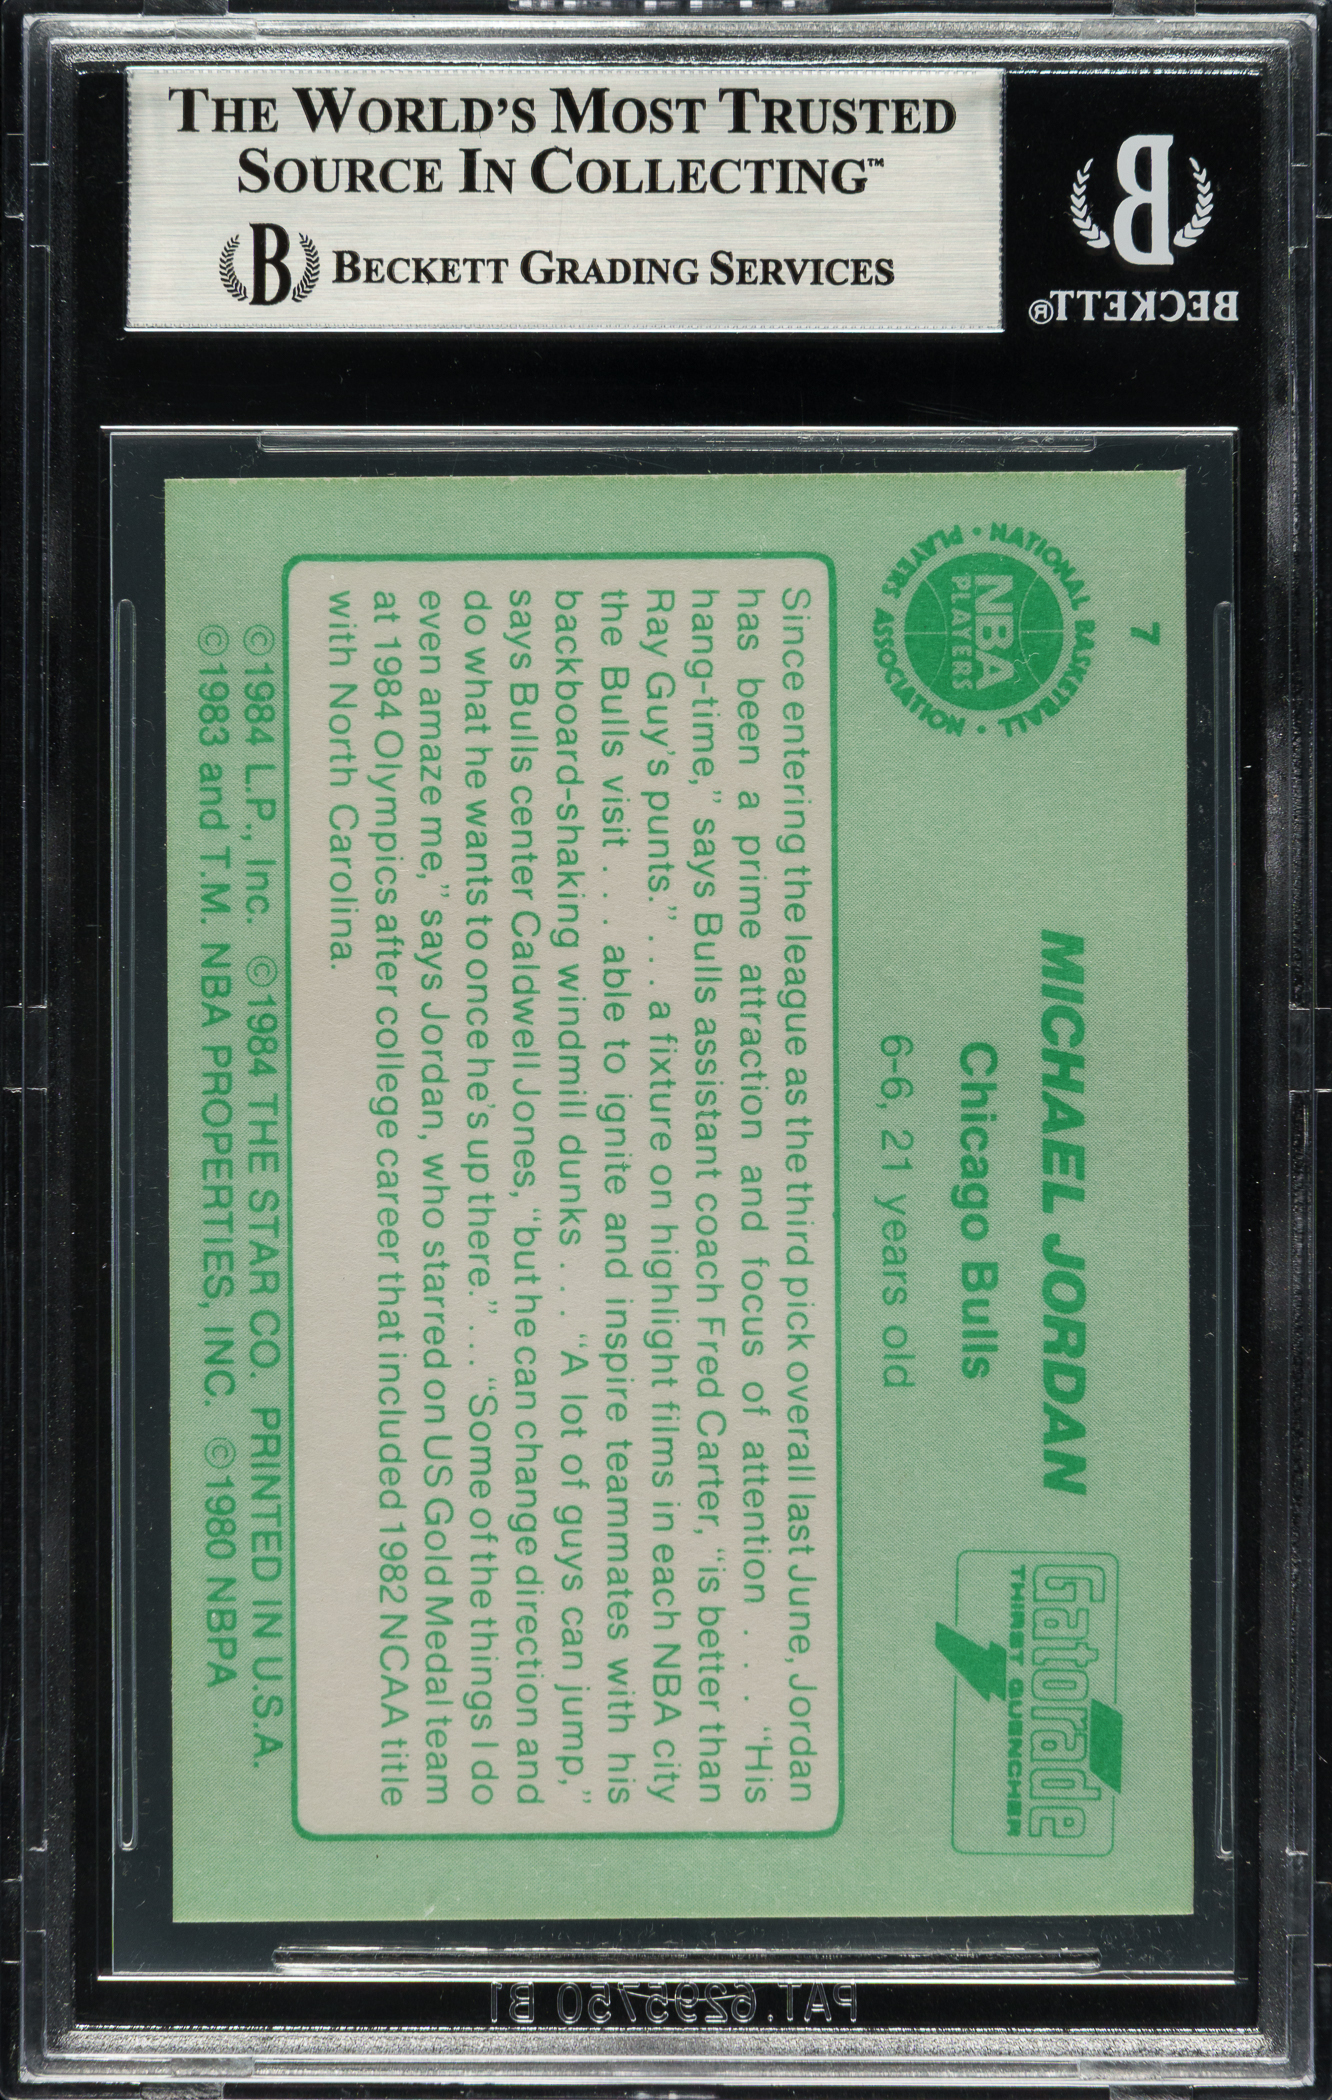 THE WORLD'S MOST TRUSTED
SOURCE IN COLLECTING™
B BECKETT GRADING SERVICES
B
BECKETT®
7
NATIONAL BASKETBALL • PLAYERS ASSOCIATION •
NBA
PLAYERS
MICHAEL JORDAN
Chicago Bulls
6-6, 21 years old
Gatorade
THIRST QUENCHER
Since entering the league as the third pick overall last June, Jordan
has been a prime attraction and focus of attention . . . "His
hang-time," says Bulls assistant coach Fred Carter, "is better than
Ray Guy's punts." . . . a fixture on highlight films in each NBA city
the Bulls visit . . . able to ignite and inspire teammates with his
backboard-shaking windmill dunks . . . "A lot of guys can jump,"
says Bulls center Caldwell Jones, "but he can change direction and
do what he wants to once he's up there." . . . "Some of the things I do
even amaze me," says Jordan, who starred on US Gold Medal team
at 1984 Olympics after college career that included 1982 NCAA title
with North Carolina.
©1984 L.P., Inc. ©1984 THE STAR CO. PRINTED IN U.S.A.
©1983 and T.M. NBA PROPERTIES, INC. ©1980 NBPA
PAT.6295750 B1